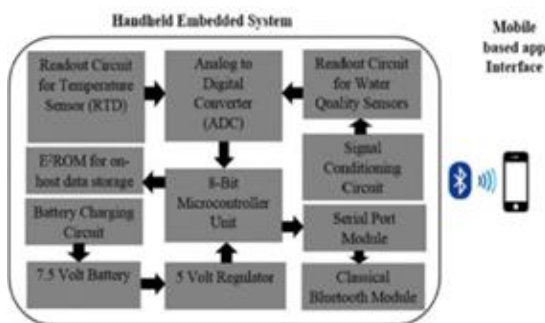 Handheld Embedded System
Mobile
based app
Interface
Readout Circuit
for Temperature
Sensor (RTD)
Analog to
Digital
Converter
(ADC)
Readout Circuit
for Water
Quality Sensors
E²ROM for on-
host data storage
8-Bit
Microcontroller
Unit
Signal
Conditioning
Circuit
Battery Charging
Circuit
Serial Port
Module
7.5 Volt Battery
5 Volt Regulator
Classical
Bluetooth Module